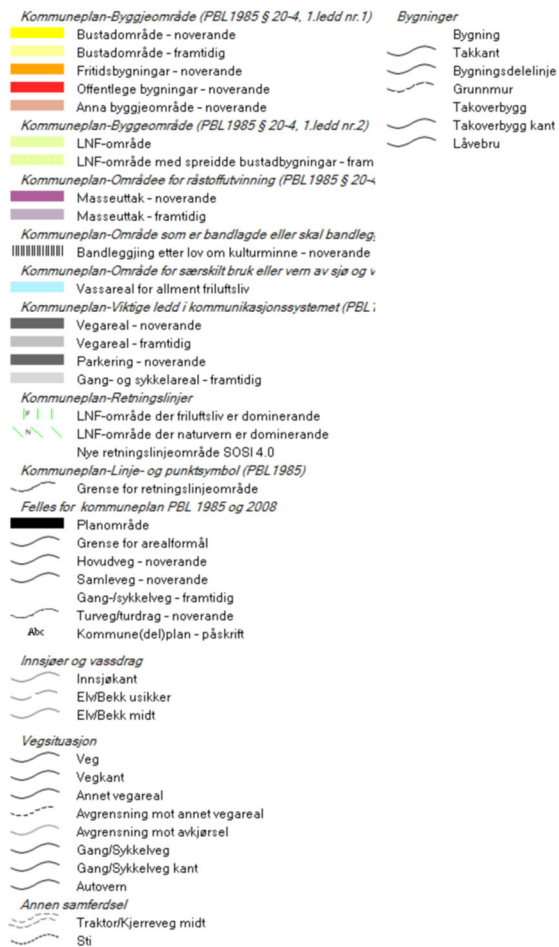 Kommuneplan-Byggjeområde (PBL1985 § 20-4, 1.ledd nr.1)
Bustadområde - noverande
Bustadområde - framtidig
Fritidsbygningar - noverande
Offentlege bygningar - noverande
Anna byggjeområde - noverande
Kommuneplan-Byggeområde (PBL1985 § 20-4, 1.ledd nr.2)
LNF-område
LNF-område med spreidde bustadbygningar - fram
Kommuneplan-Områdee for råstoffutvinning (PBL1985 § 20-4
Masseuttak - noverande
Masseuttak - framtidig
Kommuneplan-Område som er bandlagde eller skal bandleg
Bandleggjing etter lov om kulturminne - noverande
Kommuneplan-Område for særskilt bruk eller vern av sjø og v
Vassareal for allment friluftsliv
Kommuneplan-Viktige ledd i kommunikasjonssystemet (PBL1
Vegareal - noverande
Vegareal - framtidig
Parkering - noverande
Gang- og sykkelareal - framtidig
Kommuneplan-Retningslinjer
F LNF-område der friluftsliv er dominerande
N LNF-område der naturvern er dominerande
Nye retningslinjeområde SOSI 4.0
Kommuneplan-Linje- og punktsymbol (PBL1985)
Grense for retningslinjeområde
Felles for kommuneplan PBL 1985 og 2008
Planområde
Grense for arealformål
Hovudveg - noverande
Samleveg - noverande
Gang-/sykkelveg - framtidig
Turveg/turdrag - noverande
Abc Kommune(del)plan - påskrift
Innsjøer og vassdrag
Innsjøkant
Elv/Bekk usikker
Elv/Bekk midt
Vegsituasjon
Veg
Vegkant
Annet vegareal
Avgrensning mot annet vegareal
Avgrensning mot avkjørsel
Gang/Sykkelveg
Gang/Sykkelveg kant
Autovern
Annen samferdsel
Traktor/Kjerreveg midt
Sti
Bygninger
Bygning
Takkant
Bygningsdelelinje
Grunnmur
Takoverbygg
Takoverbygg kant
Låvebru